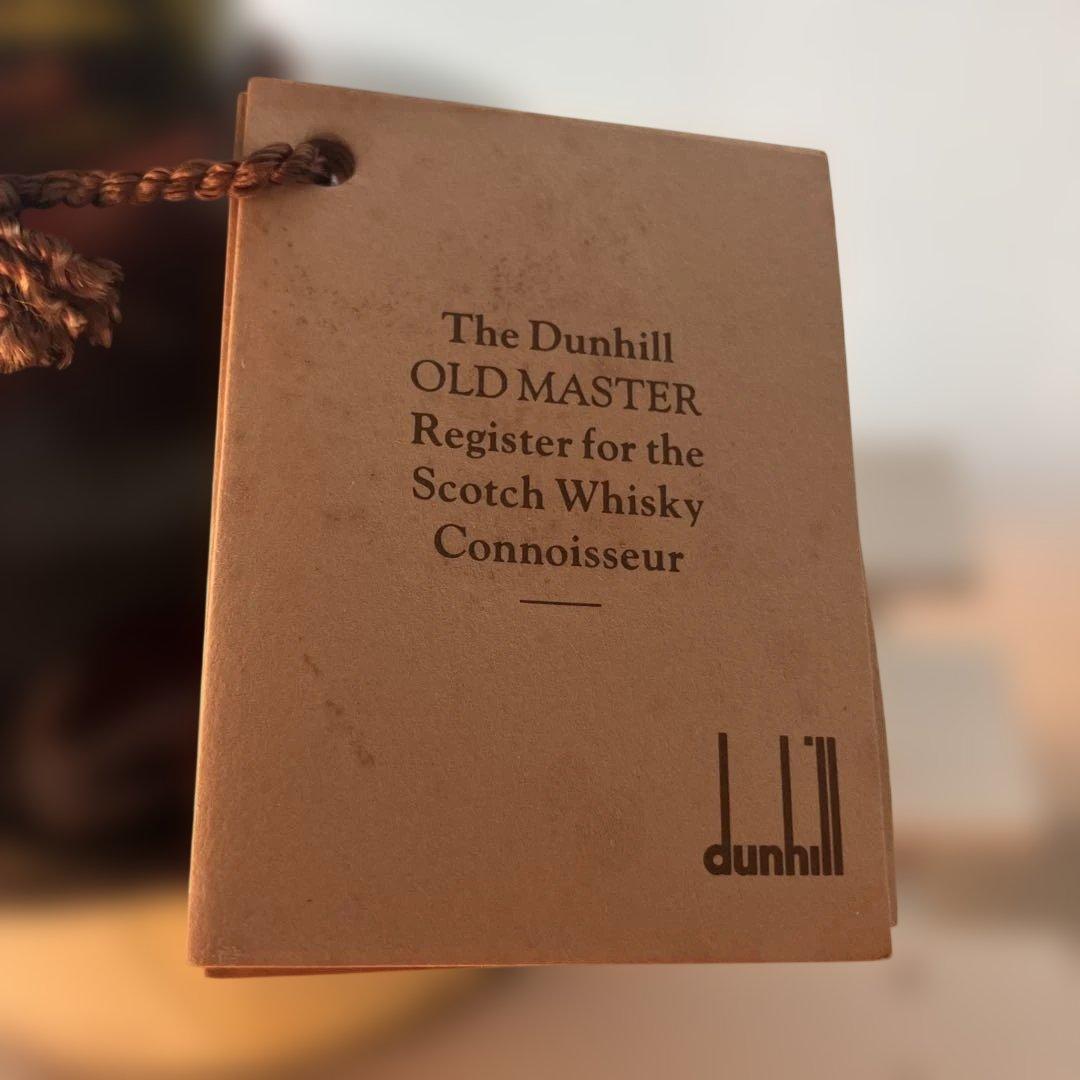 The Dunhill
OLD MASTER
Register for the
Scotch Whisky
Connoisseur
dunhill